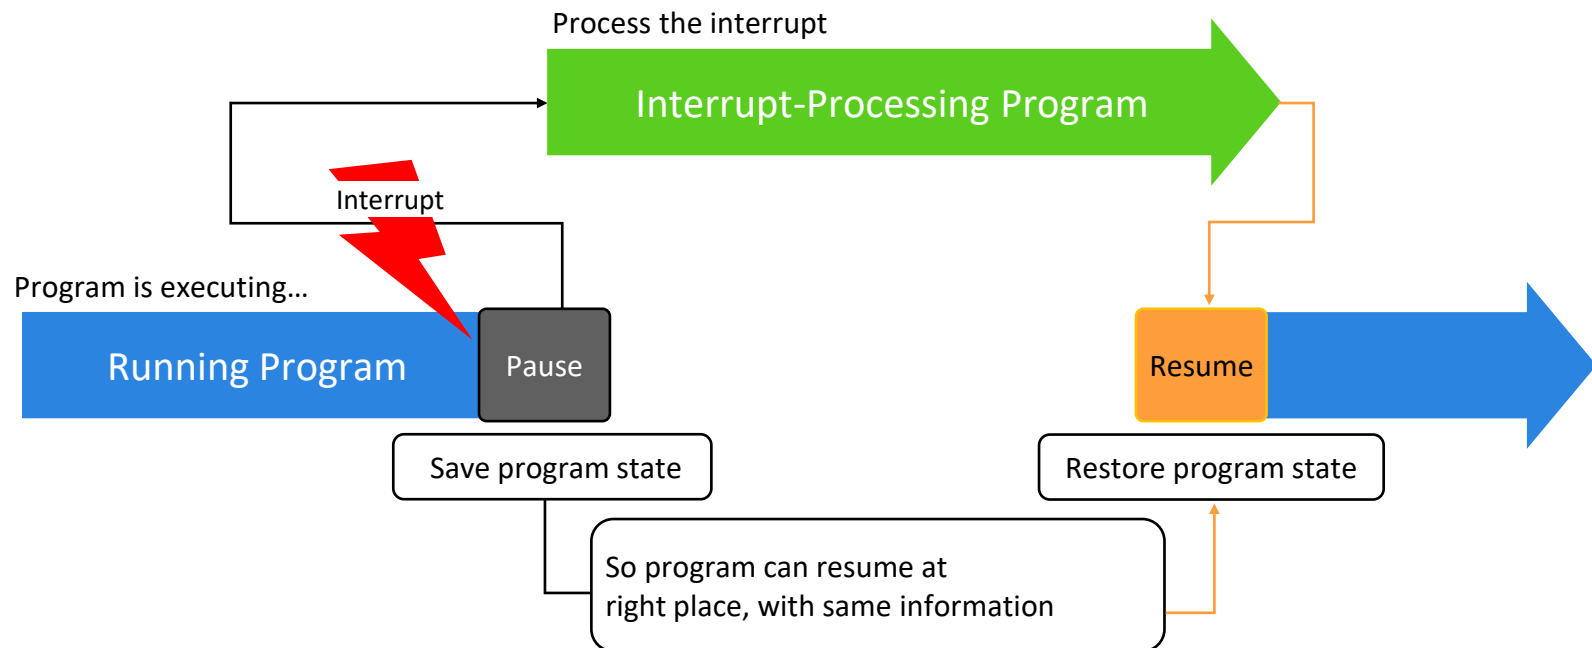 Process the interrupt
Interrupt-Processing Program
Interrupt
Program is executing…
Running Program
Pause
Resume
Save program state
Restore program state
So program can resume at
right place, with same information